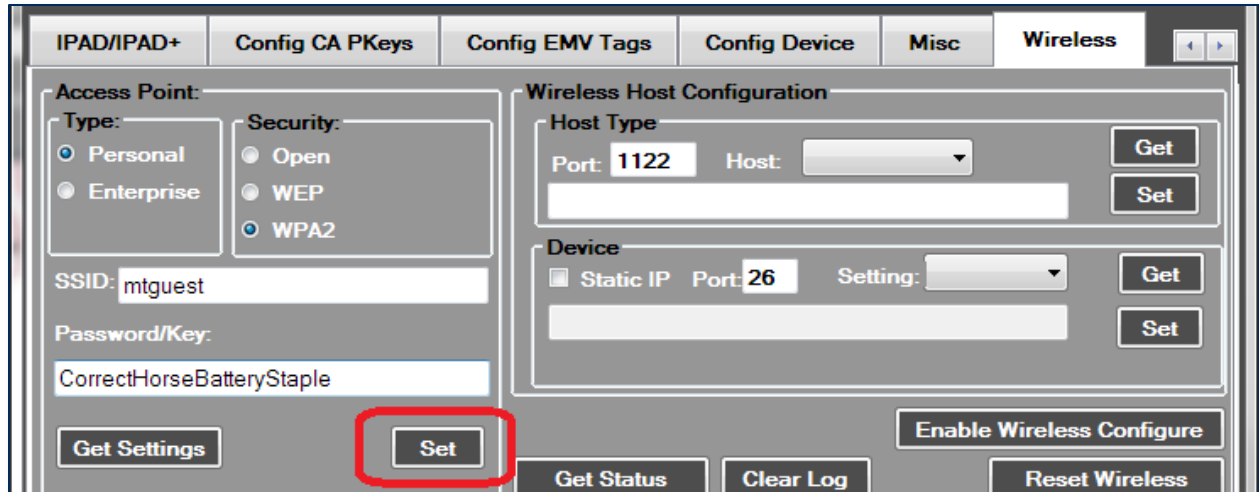 IPAD/IPAD+ Config CA PKeys Config EMV Tags Config Device Misc Wireless
Access Point:
Type:
Personal
Enterprise
Security:
Open
WEP
WPA2
SSID: mtguest
Password/Key:
CorrectHorseBatteryStaple
Get Settings Set
Wireless Host Configuration
Host Type
Port: 1122 Host: Get
Set
Device
Static IP Port: 26 Setting: Get
Set
Enable Wireless Configure
Get Status Clear Log Reset Wireless